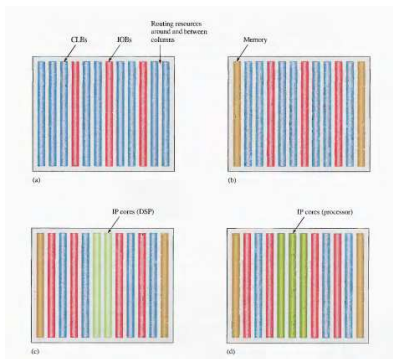 CLBs
IOBs
Routing resources
around and between
columns
Memory
(a)
(b)
IP cores (DSP)
IP cores (processor)
(c)
(d)